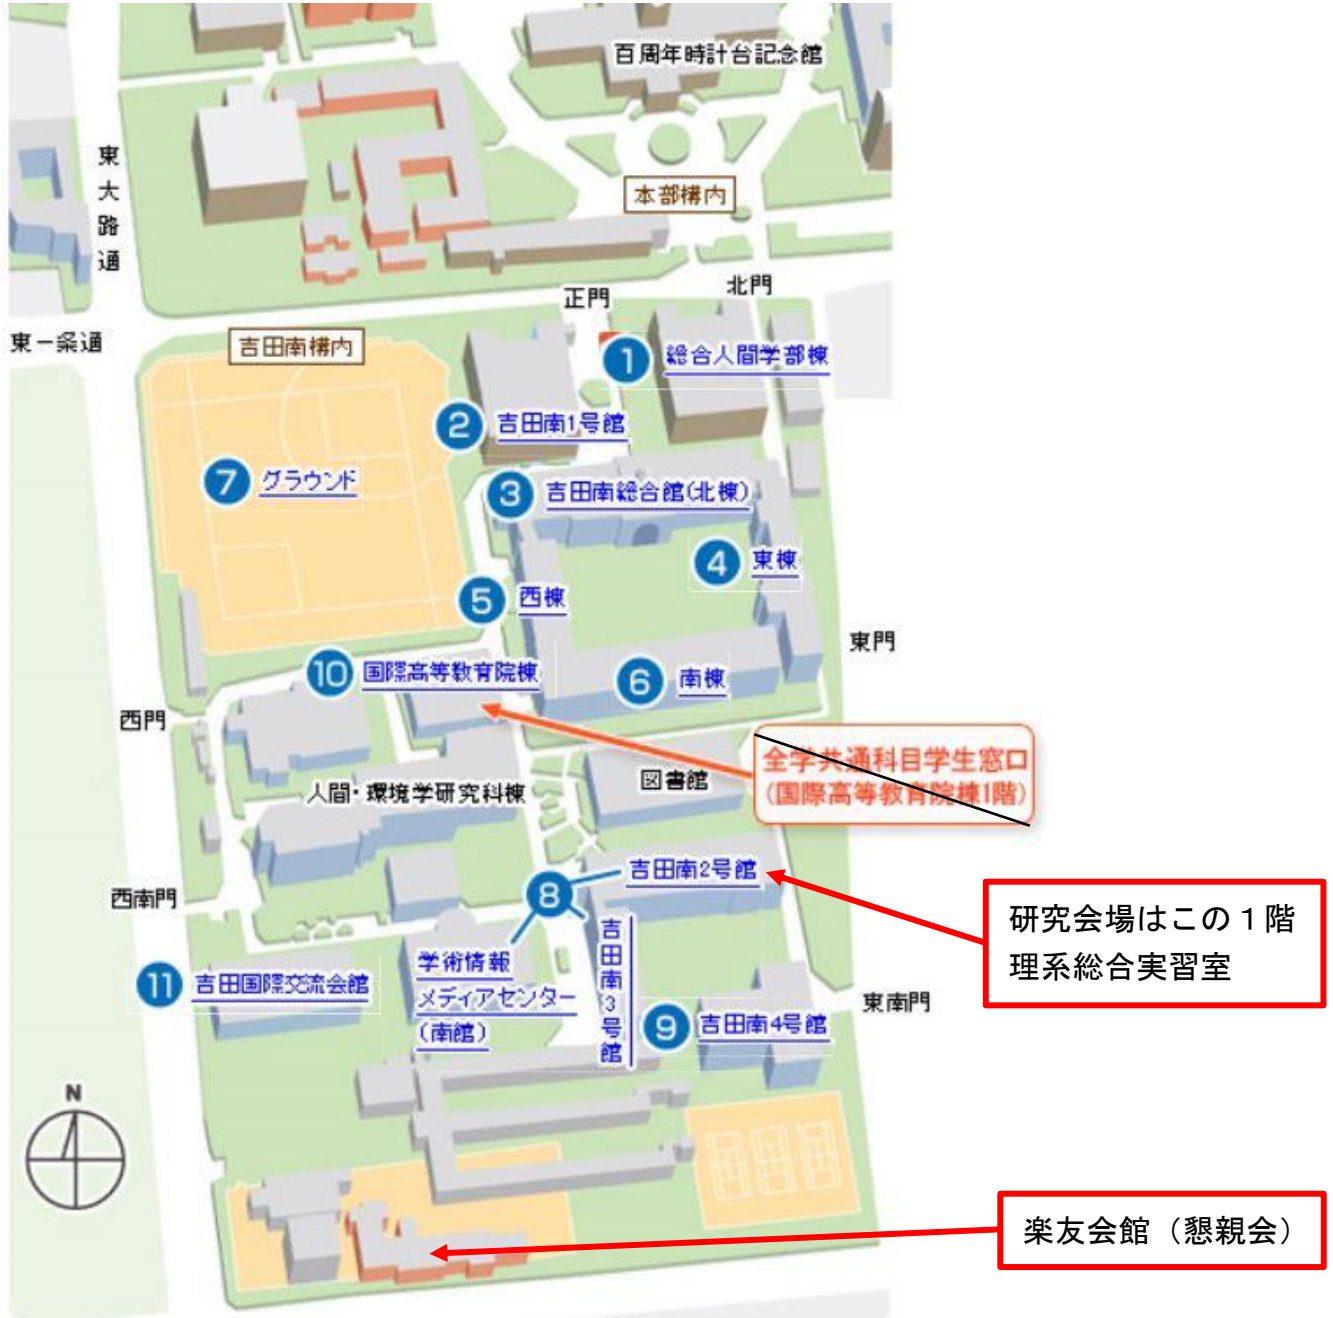 百周年時計台記念館
東大路通
本部構内
北門
正門
東一条通
吉田南構内
1 総合人間学部棟
2 吉田南1号館
7 グラウンド
3 吉田南総合館(北棟)
4 東棟
5 西棟
東門
10 国際高等教育院棟
6 南棟
西門
全学共通科目学生窓口
(国際高等教育院棟1階)
図書館
人間・環境学研究科棟
吉田南2号館
8
西南門
研究会場はこの１階
理系総合実習室
吉田南3号館
学術情報
メディアセンター
(南館)
11 吉田国際交流会館
東南門
9 吉田南4号館
N
楽友会館（懇親会）